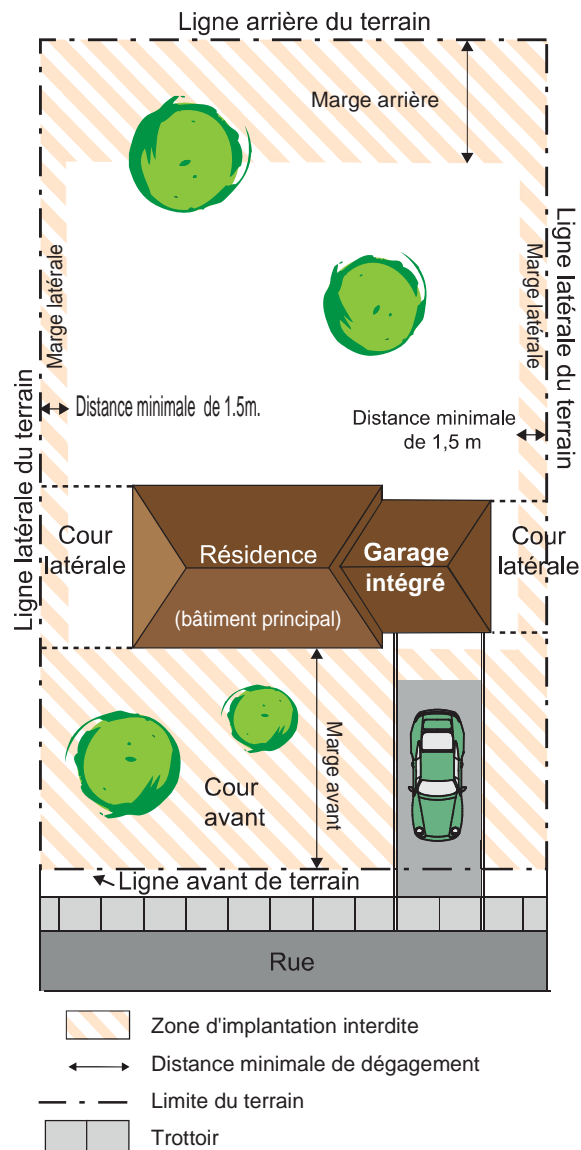 Ligne arrière du terrain
Marge arrière
Marge latérale
Marge latérale
Ligne latérale du terrain
Distance minimale de 1.5m.
Distance minimale
de 1,5 m
Ligne latérale du terrain
Cour
latérale
Résidence
(bâtiment principal)
Garage
intégré
Cour
latérale
Marge avant
Cour
avant
Ligne avant de terrain
Rue
Zone d'implantation interdite
Distance minimale de dégagement
Limite du terrain
Trottoir